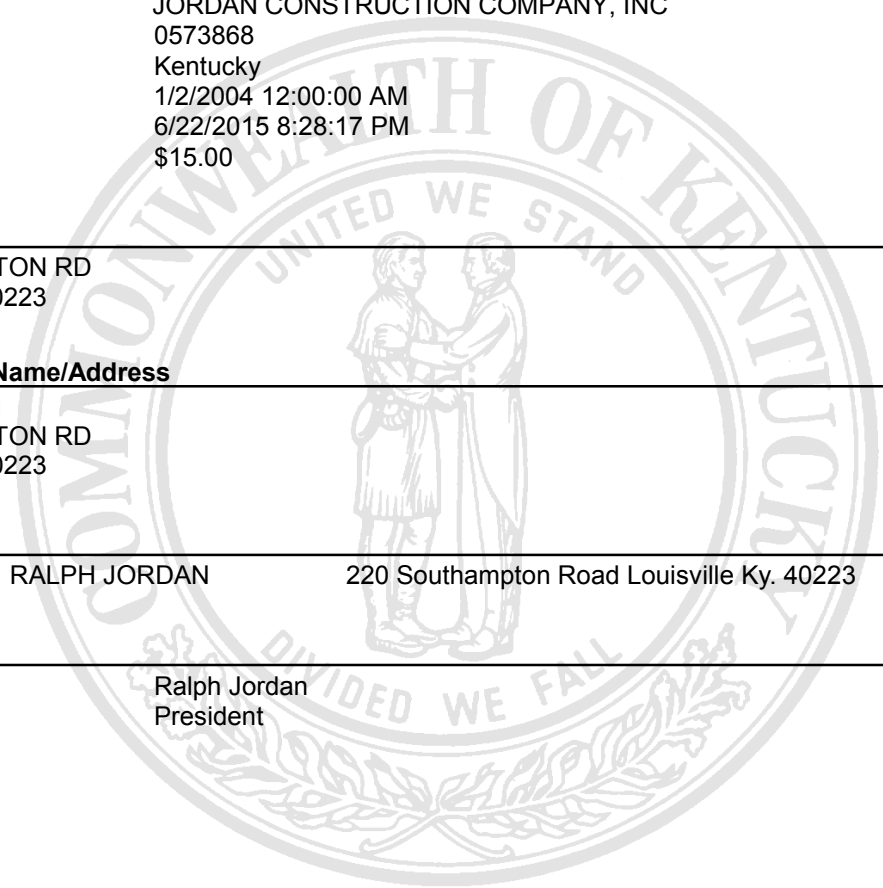 JORDAN CONSTRUCTION COMPANY, INC
0573868
Kentucky
1/2/2004 12:00:00 AM
6/22/2015 8:28:17 PM
$15.00
TON RD
0223
Name/Address
TON RD
0223
RALPH JORDAN 220 Southampton Road Louisville Ky. 40223
Ralph Jordan
President
COMMONWEALTH OF KENTUCKY
UNITED WE STAND
DIVIDED WE FALL